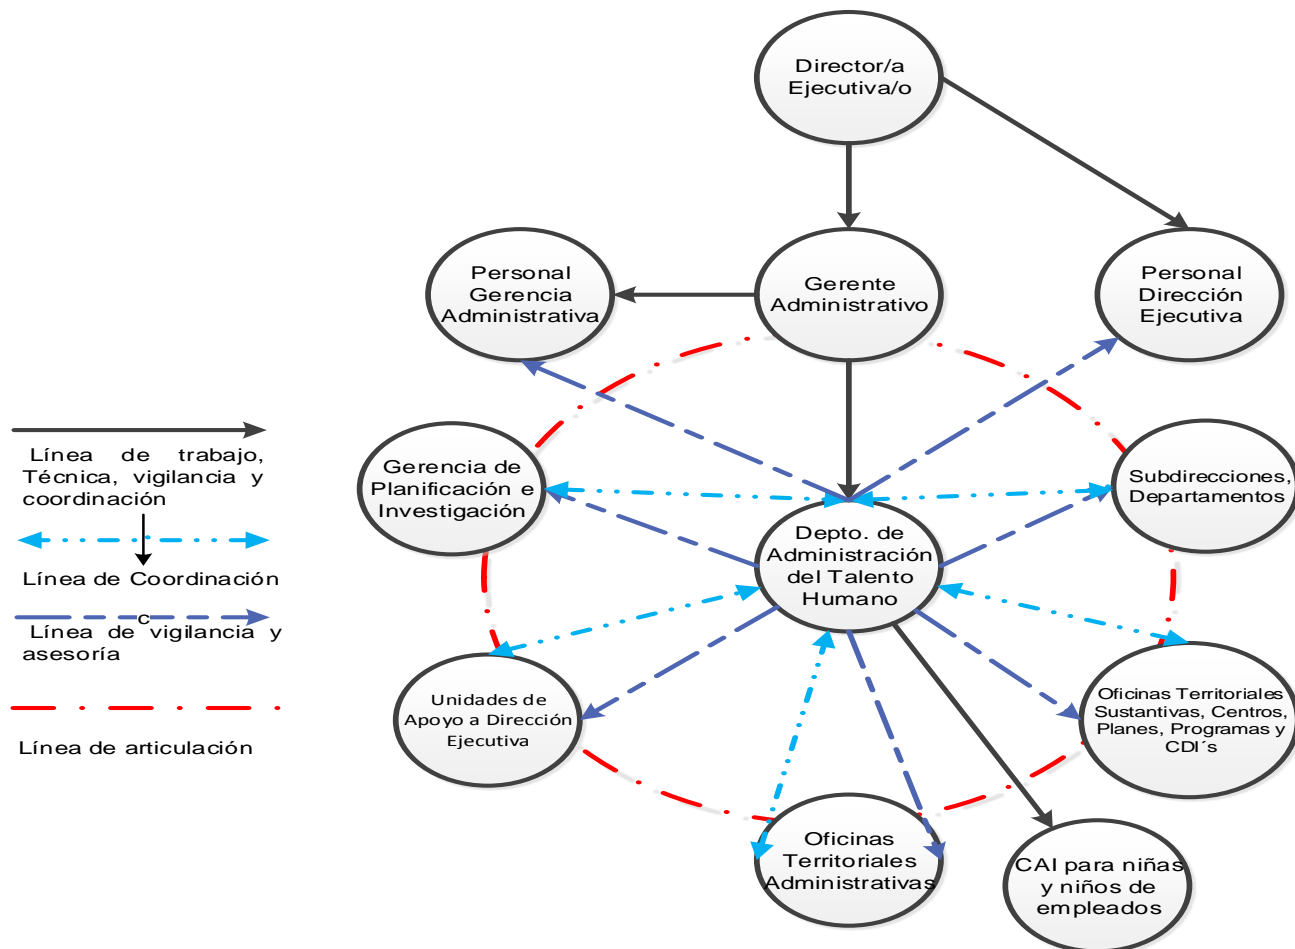 Director/a
Ejecutiva/o
Personal
Gerencia
Administrativa
Gerente
Administrativo
Personal
Dirección
Ejecutiva
Línea de trabajo,
Técnica, vigilancia y
coordinación
Línea de Coordinación
c
Línea de vigilancia y
asesoría
Línea de articulación
Gerencia de
Planificación e
Investigación
Subdirecciones,
Departamentos
Depto. de
Administración
del Talento
Humano
Unidades de
Apoyo a Dirección
Ejecutiva
Oficinas Territoriales
Sustantivas, Centros,
Planes, Programas y
CDI´s
Oficinas
Territoriales
Administrativas
CAI para niñas
y niños de
empleados